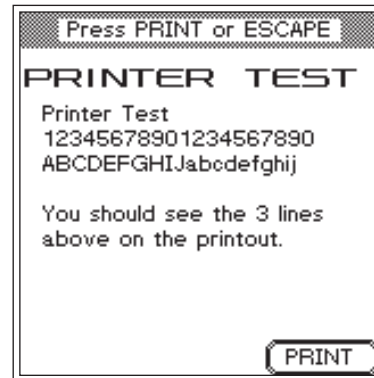 Press PRINT or ESCAPE
PRINTER TEST
Printer Test
12345678901234567890
ABCDEFGHIJabcdefghij
You should see the 3 lines
above on the printout.
PRINT